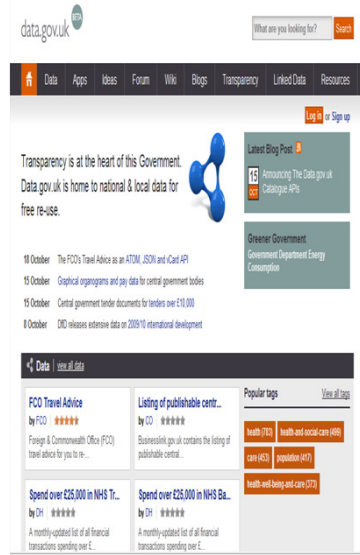 data.gov.uk BETA
What are you looking for? Search
Data Apps Ideas Forum Wiki Blogs Transparency Linked Data Resources
Log in or Sign up
Transparency is at the heart of this Government.
Data.gov.uk is home to national & local data for
free re-use.
Latest Blog Post
15 OCT
Announcing The Data.gov.uk
Catalogue APIs
Greener Government
Government Department Energy
Consumption
18 October The FCO's Travel Advice as an ATOM, JSON and vCard API
15 October Graphical organograms and pay data for central government bodies
15 October Central government tender documents for tenders over £10,000
8 October DfID releases extensive data on 2009/10 international development
Data | view all data
FCO Travel Advice
by FCO
Foreign & Commonwealth Office (FCO)
travel advice for you to re-...
Listing of publishable centr...
by CO
Businesslink.gov.uk contains the listing of
publishable central...
Spend over £25,000 in NHS Tr...
by DH
A monthly-updated list of all financial
transactions spending over £...
Spend over £25,000 in NHS Ba...
by DH
A monthly-updated list of all financial
transactions spending over £...
Popular tags View all tags
health (783) health-and-social-care (499)
care (453) population (417)
health-well-being-and-care (373)